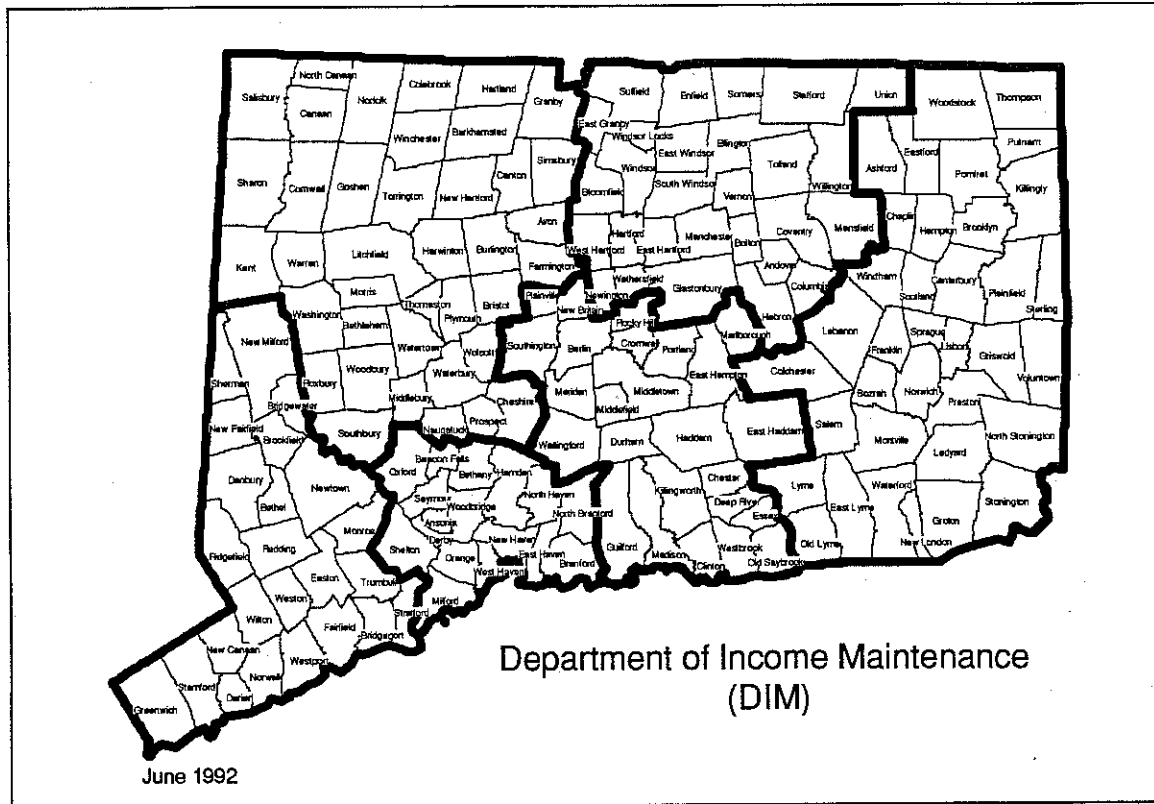 North Canaan
Colebrook
Hartland
Salisbury
Norfolk
Granby
Canaan
Suffield
Enfield
Somers
Stafford
Union
Woodstock
Thompson
East Granby
Windsor Locks
Winchester
Barkhamsted
Simsbury
East Windsor
Ellington
Putnam
Eastford
Ashford
Tolland
Pomfret
Killingly
Sharon
Cornwall
Goshen
Torrington
New Hartford
Canton
Windsor
Bloomfield
South Windsor
Vernon
Willington
Avon
Chaplin
Hampton
Brooklyn
Hartford
Manchester
Mansfield
Coventry
Bolton
West Hartford
East Hartford
Litchfield
Harwinton
Burlington
Kent
Warren
Farmington
Wethersfield
Andover
Windham
Canterbury
Plainfield
Columbia
Glastonbury
Morris
Plainville
Newington
Scotland
Sterling
Thomaston
Bristol
Washington
Bethlehem
Plymouth
New Britain
Rocky Hill
Hebron
Lebanon
Marlborough
Sprague
Lisbon
New Milford
Watertown
Wolcott
Southington
Berlin
Cromwell
Portland
Franklin
Griswold
Woodbury
Waterbury
East Hampton
Colchester
Voluntown
Sherman
Roxbury
Bridgewater
Middlebury
Cheshire
Meriden
Middletown
Middlefield
Bozrah
Norwich
Preston
New Fairfield
Brookfield
Southbury
Naugatuck
Prospect
Wallingford
Durham
Haddam
East Haddam
Salem
Montville
North Stonington
Ledyard
Oxford
Beacon Falls
Bethany
Hamden
Danbury
Newtown
Seymour
Woodbridge
North Haven
Killingworth
Chester
Lyme
Waterford
Stonington
Bethel
Ansonia
North Branford
Deep River
Essex
East Lyme
Groton
Monroe
Derby
New Haven
Ridgefield
Redding
Shelton
Orange
East Haven
Branford
Guilford
Madison
Westbrook
Old Lyme
New London
West Haven
Clinton
Old Saybrook
Easton
Trumbull
Weston
Milford
Stratford
Wilton
Fairfield
Bridgeport
New Canaan
Westport
Norwalk
Stamford
Darien
Greenwich
Department of Income Maintenance
(DIM)
June 1992